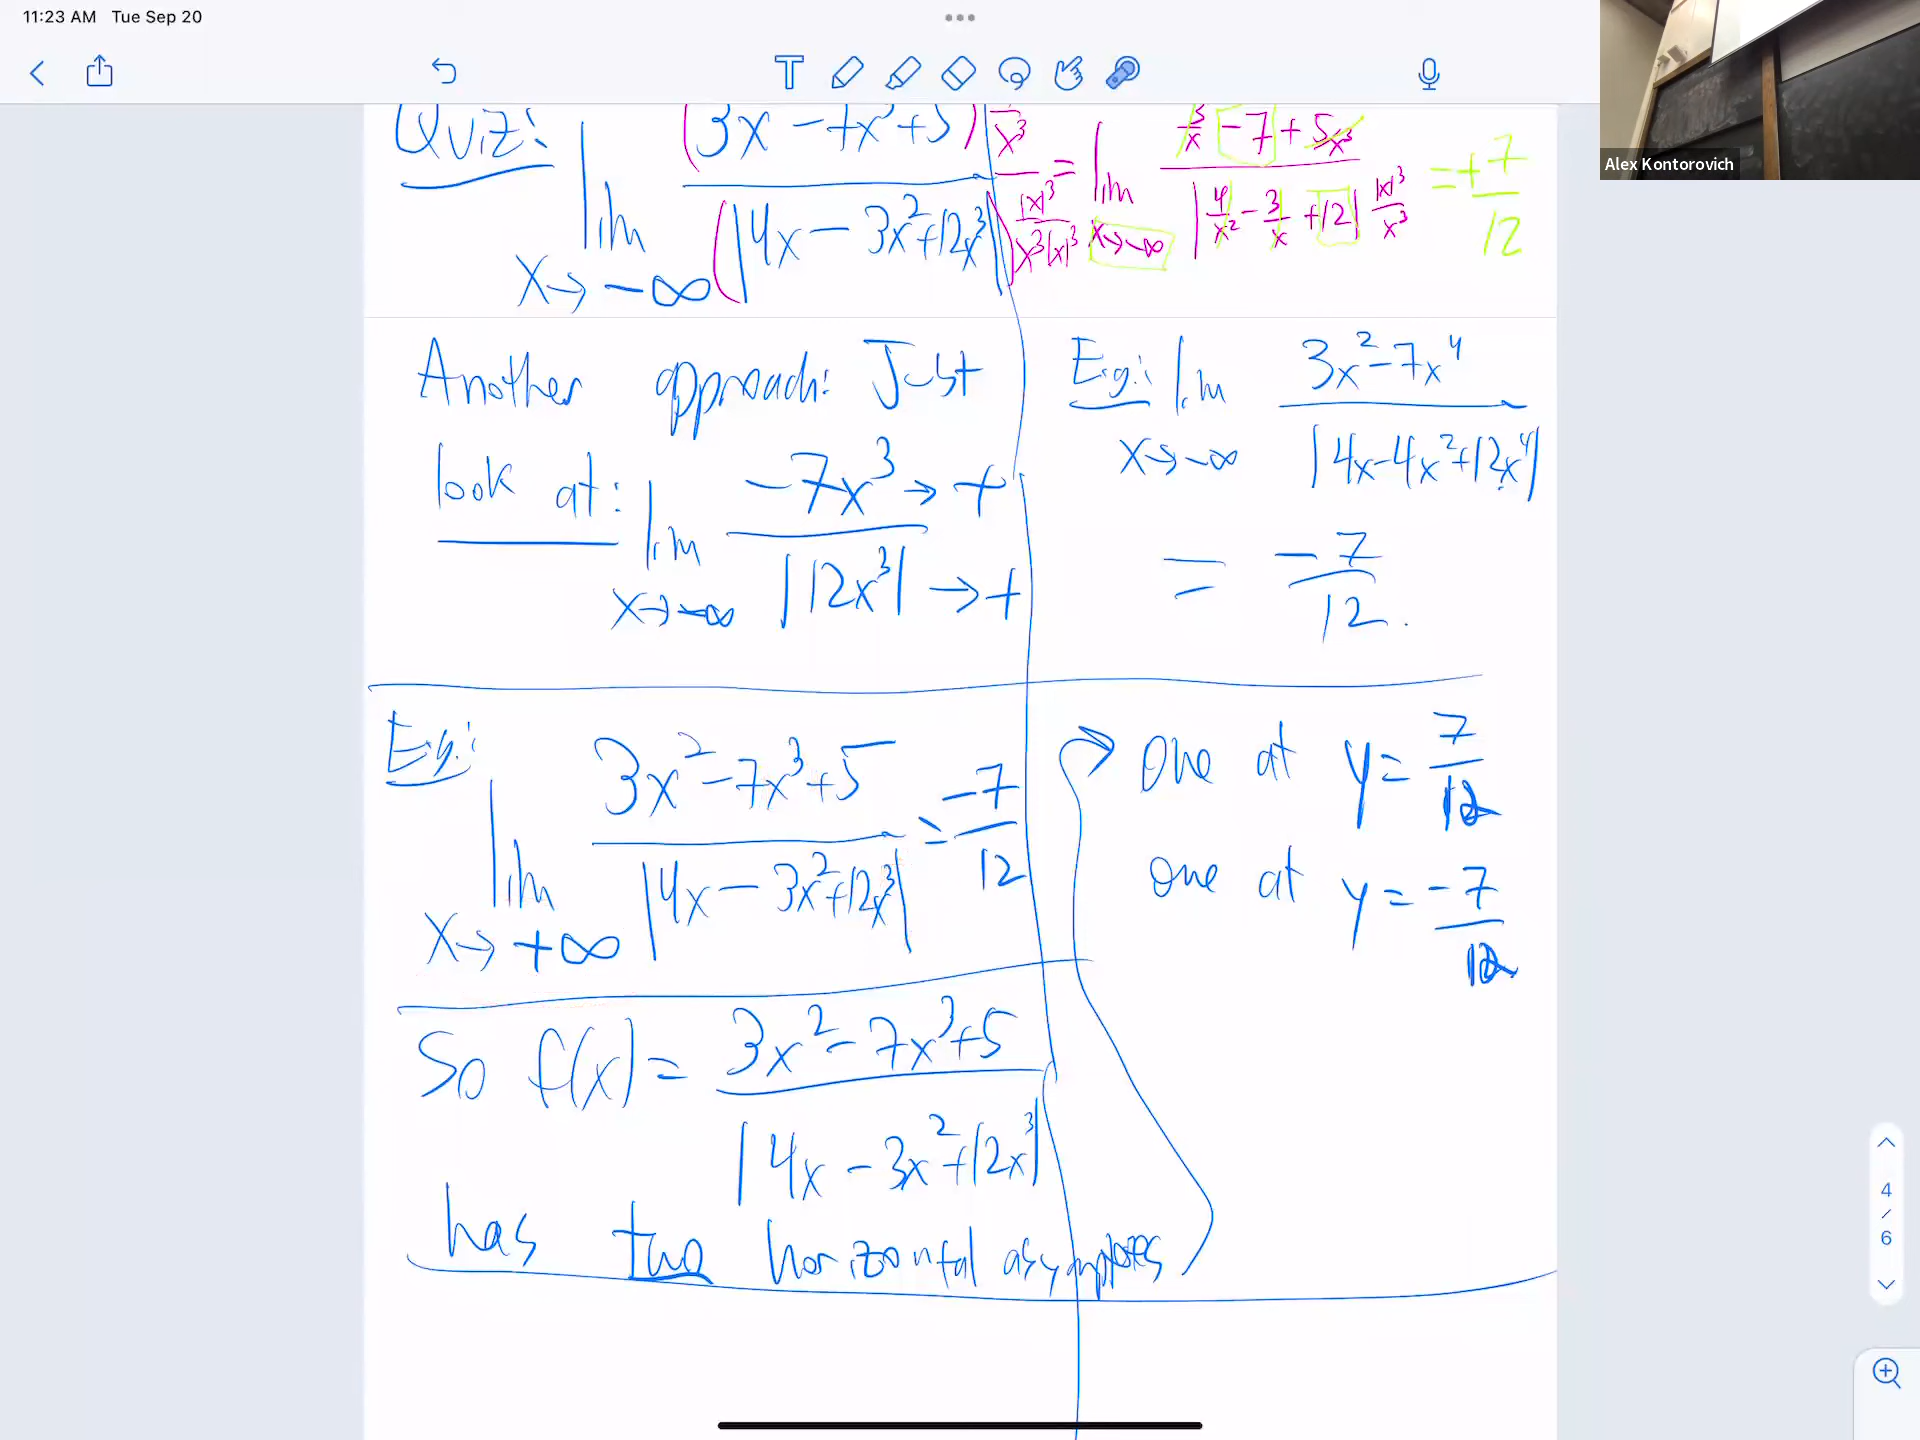 11:23 AM Tue Sep 20
Alex Kontorovich
Quiz: lim x→-∞ (3x² - 7x³ + 5) / (|4x - 3x² + 12x³|)
= lim x→-∞ (3/x - 7 + 5/x³) / (|4/x² - 3/x + 12| |x|³/x³) = +7/12
Another approach: Just
look at: lim x→-∞ -7x³ → + / |12x³| → +
E.g.: lim x→-∞ (3x² - 7x⁴) / |4x - 4x² + 12x⁴|
= -7/12.
E.g.:
lim x→+∞ (3x² - 7x³ + 5) / |4x - 3x² + 12x³| = -7/12
So f(x) = (3x² - 7x³ + 5) / |4x - 3x² + 12x³|
has two horizontal asymptotes
→ one at y = 7/12
one at y = -7/12
4
/
6